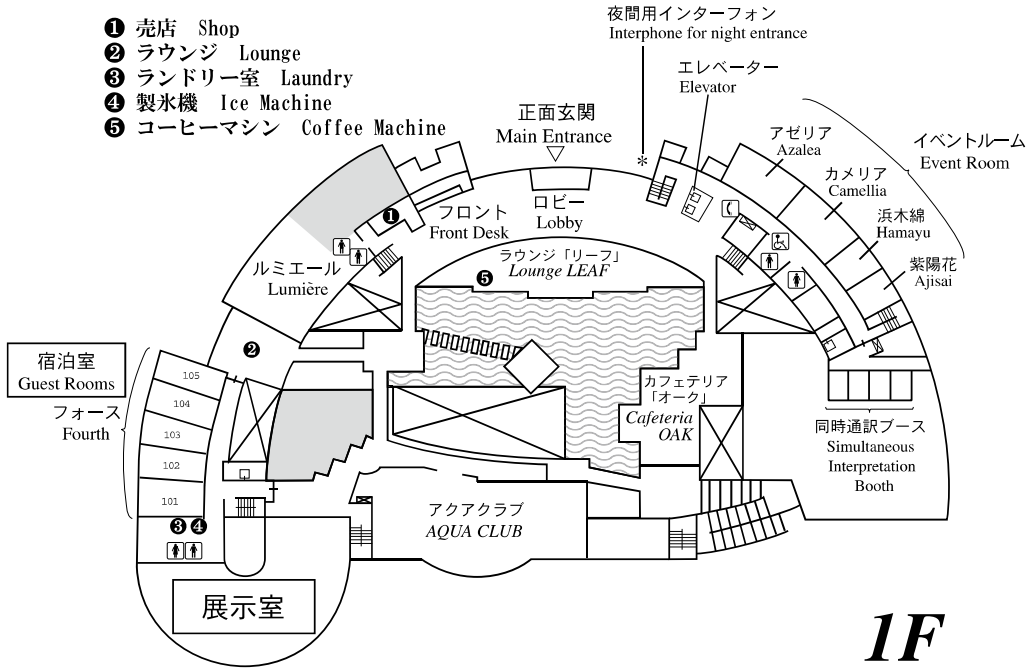 ❶ 売店 Shop
❷ ラウンジ Lounge
❸ ランドリー室 Laundry
❹ 製氷機 Ice Machine
❺ コーヒーマシン Coffee Machine
夜間用インターフォン
Interphone for night entrance
*
エレベーター
Elevator
正面玄関
Main Entrance
アゼリア
Azalea
イベントルーム
Event Room
カメリア
Camellia
浜木綿
Hamayu
紫陽花
Ajisai
❶
フロント
Front Desk
ロビー
Lobby
ラウンジ「リーフ」
Lounge LEAF
❺
ルミエール
Lumière
❷
宿泊室
Guest Rooms
フォース
Fourth
105
104
103
102
101
❸ ❹
カフェテリア
「オーク」
Cafeteria
OAK
同時通訳ブース
Simultaneous
Interpretation
Booth
アクアクラブ
AQUA CLUB
展示室
1F